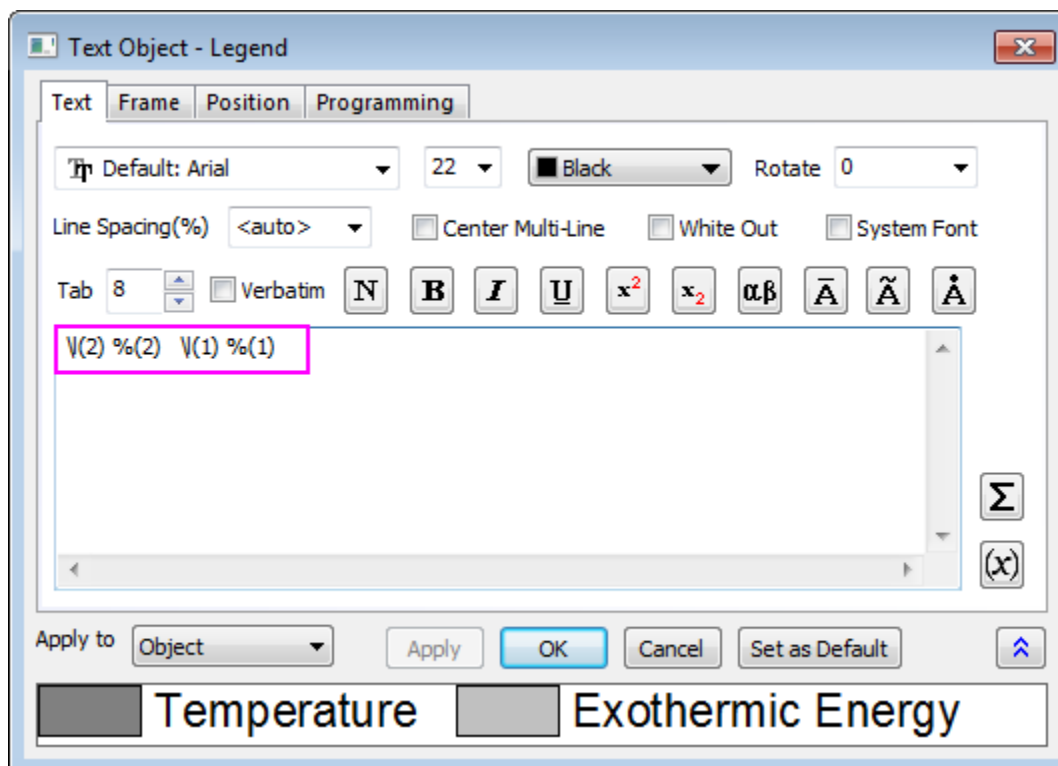 Text Object - Legend
Text Frame Position Programming
Default: Arial 22 Black Rotate 0
Line Spacing(%) <auto> Center Multi-Line White Out System Font
Tab 8 Verbatim N B I U x² x₂ αβ Ā Ã Å
\l(2) %(2) \l(1) %(1)
Σ
(x)
Apply to Object Apply OK Cancel Set as Default
Temperature Exothermic Energy